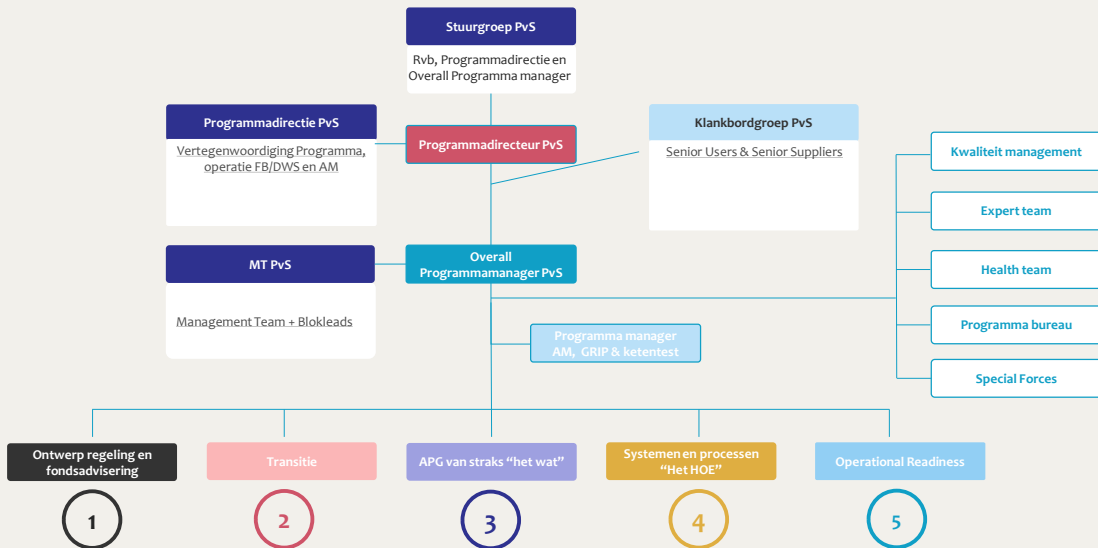 Stuurgroep PvS
Rvb, Programmadirectie en
Overall Programma manager
Programmadirectie PvS
Vertegenwoordiging Programma,
operatie FB/DWS en AM
Programmadirecteur PvS
Klankbordgroep PvS
Senior Users & Senior Suppliers
Kwaliteit management
Expert team
Health team
Programma bureau
Special Forces
MT PvS
Management Team + Blokleads
Overall
Programmamanager PvS
Programma manager
AM, GRIP & ketentest
Ontwerp regeling en
fondsadvisering
1
Transitie
2
APG van straks “het wat”
3
Systemen en processen
“Het HOE”
4
Operational Readiness
5